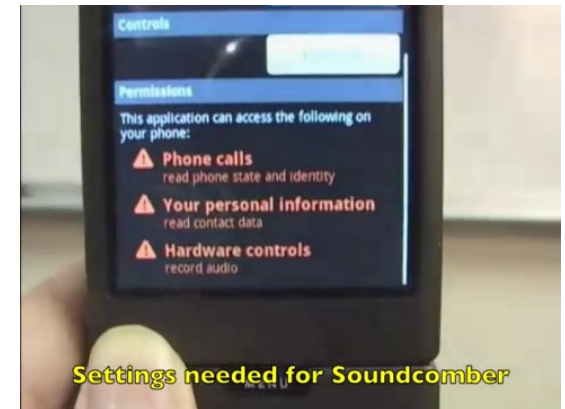 Controls
Permissions
This application can access the following on
your phone:
Phone calls
read phone state and identity
Your personal information
read contact data
Hardware controls
record audio
Settings needed for Soundcomber
MENU